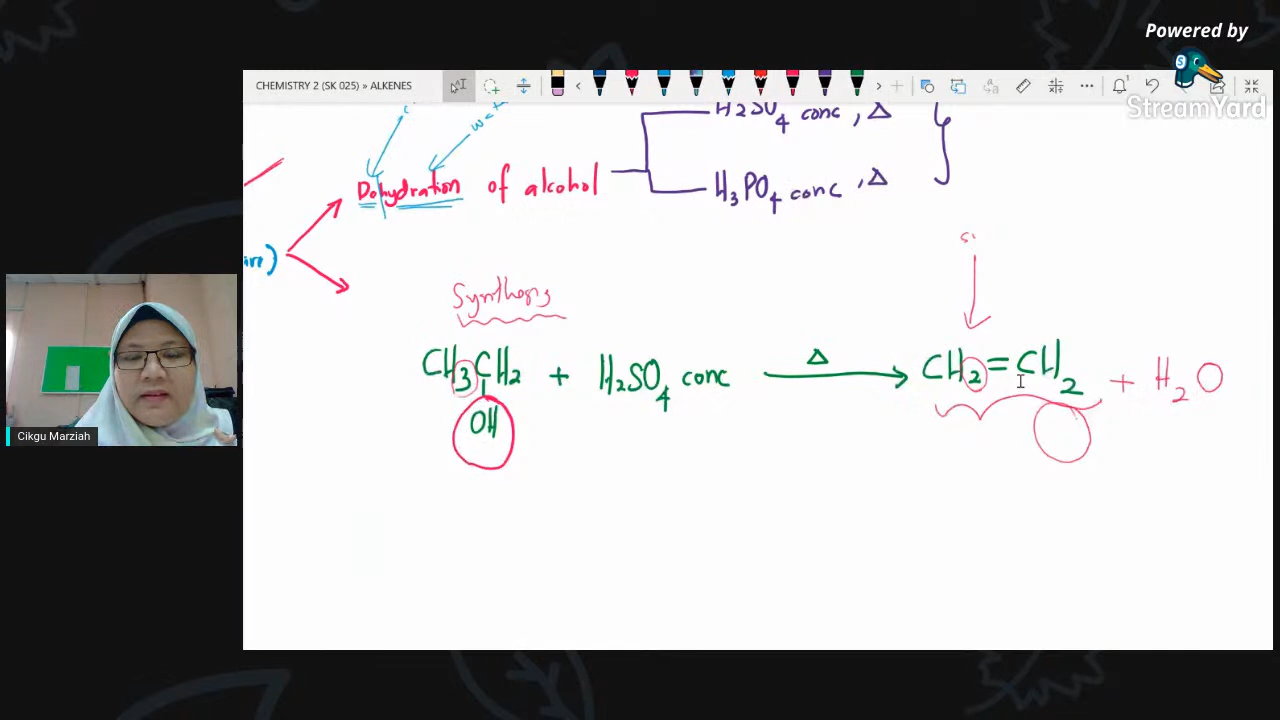 Powered by
StreamYard
CHEMISTRY 2 (SK 025) » ALKENES
H2SO4 conc , Δ
Dehydration of alcohol
H3PO4 conc , Δ
Synthesis
CH3CH2 + H2SO4 conc Δ → CH2=CH2 + H2O
OH
Cikgu Marziah